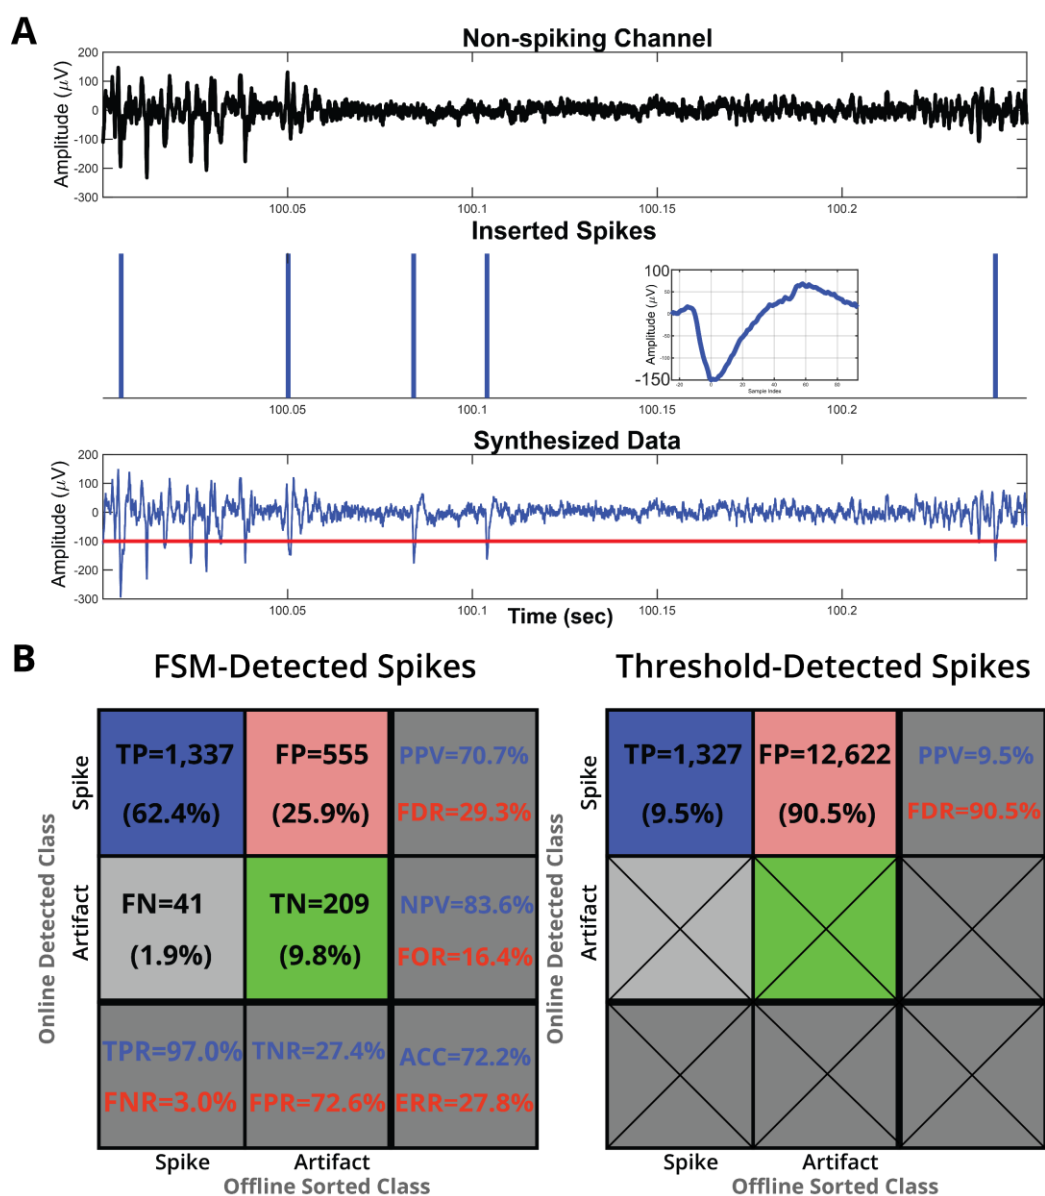 A
Non-spiking Channel
Amplitude (μV)
200
100
0
-100
-200
-300
100.05
100.1
100.15
100.2
Inserted Spikes
100
50
0
-50
-100
-150
Amplitude (μV)
-20
0
20
40
60
80
Sample Index
100.05
100.1
100.15
100.2
Synthesized Data
Amplitude (μV)
200
100
0
-100
-200
-300
100.05
100.1
100.15
100.2
Time (sec)
B
FSM-Detected Spikes
Online Detected Class
Spike
Artifact
TP=1,337
(62.4%)
FP=555
(25.9%)
PPV=70.7%
FDR=29.3%
FN=41
(1.9%)
TN=209
(9.8%)
NPV=83.6%
FOR=16.4%
TPR=97.0%
FNR=3.0%
TNR=27.4%
FPR=72.6%
ACC=72.2%
ERR=27.8%
Spike
Artifact
Offline Sorted Class
Threshold-Detected Spikes
Online Detected Class
Spike
Artifact
TP=1,327
(9.5%)
FP=12,622
(90.5%)
PPV=9.5%
FDR=90.5%
Spike
Artifact
Offline Sorted Class